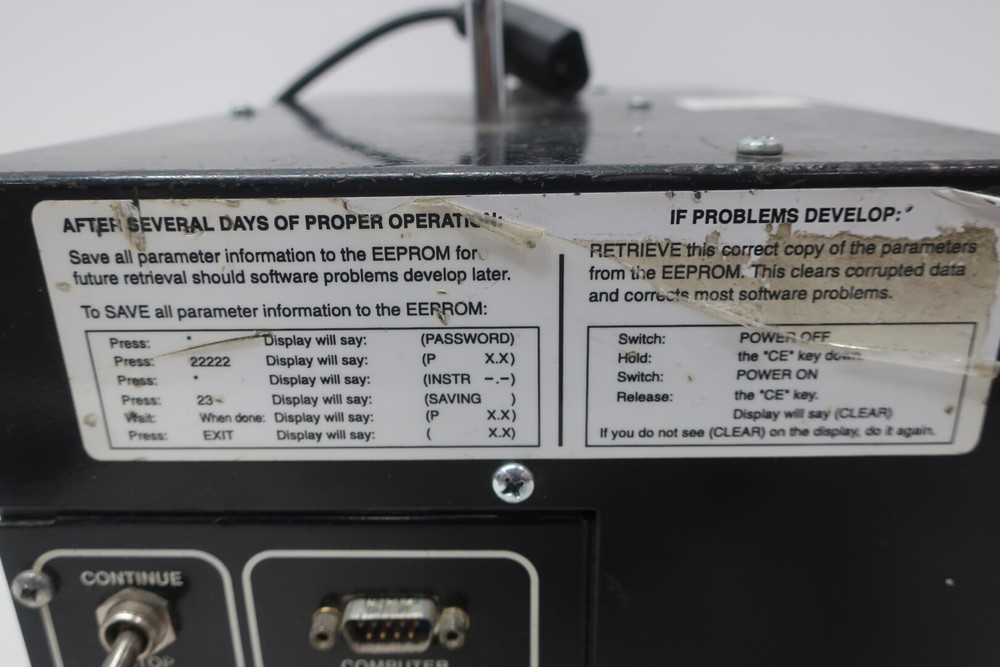 AFTER SEVERAL DAYS OF PROPER OPERATION:
Save all parameter information to the EEPROM for
future retrieval should software problems develop later.
To SAVE all parameter information to the EEPROM:
Press: * Display will say: (PASSWORD)
Press: 22222 Display will say: (P X.X)
Press: * Display will say: (INSTR -.-)
Press: 23 Display will say: (SAVING )
Wait: When done: Display will say: (P X.X)
Press: EXIT Display will say: ( X.X)
IF PROBLEMS DEVELOP:
RETRIEVE this correct copy of the parameters
from the EEPROM. This clears corrupted data
and corrects most software problems.
Switch: POWER OFF
Hold: the "CE" key down.
Switch: POWER ON
Release: the "CE" key.
Display will say (CLEAR)
If you do not see (CLEAR) on the display, do it again.
CONTINUE
COMPUTER